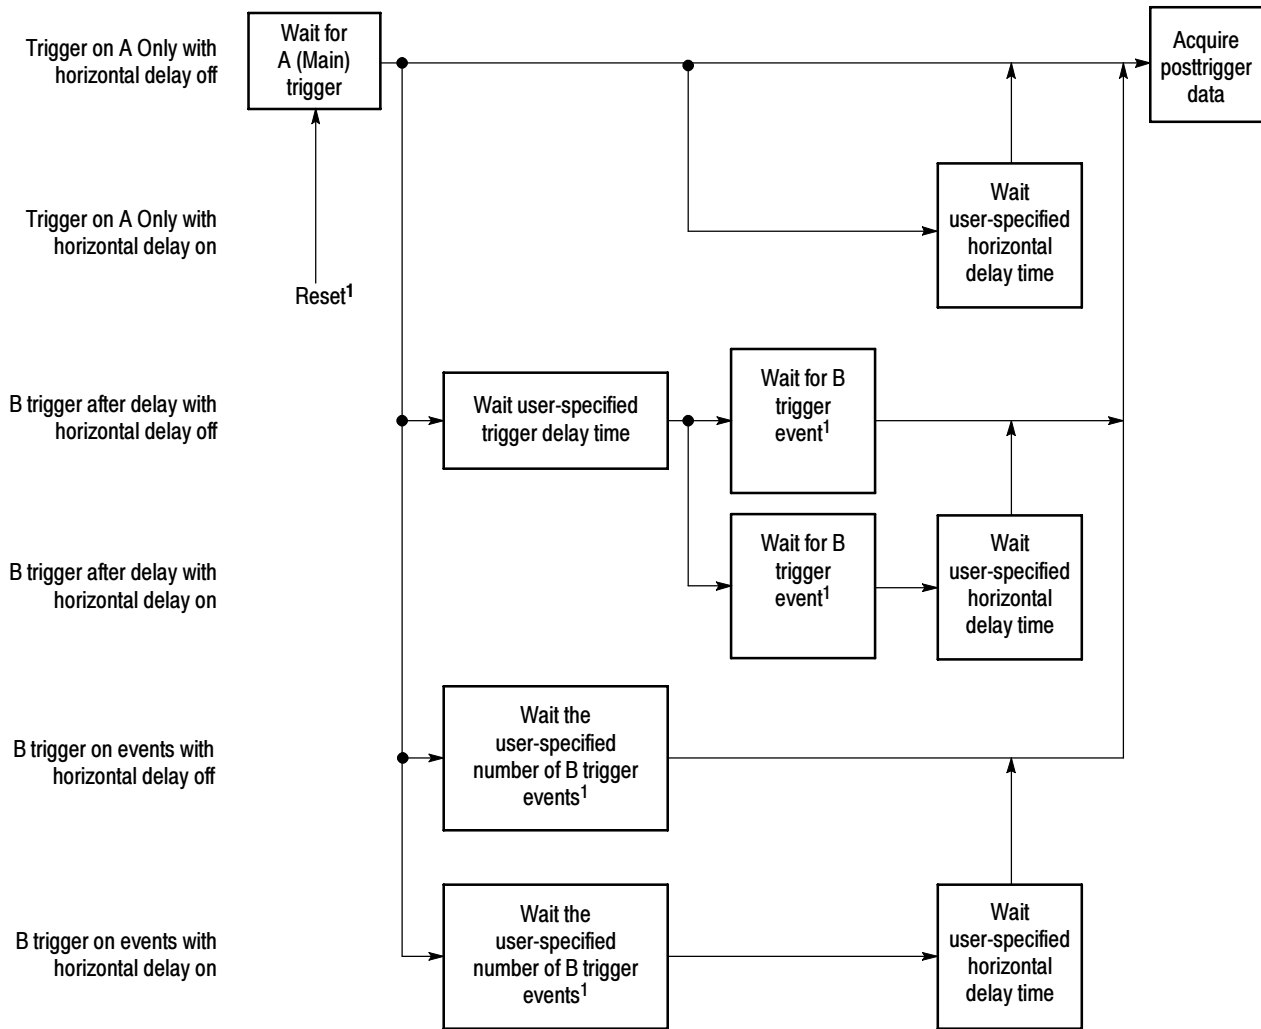 Trigger on A Only with
horizontal delay off
Wait for
A (Main)
trigger
Acquire
posttrigger
data
Trigger on A Only with
horizontal delay on
Reset1
Wait
user-specified
horizontal
delay time
B trigger after delay with
horizontal delay off
Wait user-specified
trigger delay time
Wait for B
trigger
event1
B trigger after delay with
horizontal delay on
Wait for B
trigger
event1
Wait
user-specified
horizontal
delay time
B trigger on events with
horizontal delay off
Wait the
user-specified
number of B trigger
events1
B trigger on events with
horizontal delay on
Wait the
user-specified
number of B trigger
events1
Wait
user-specified
horizontal
delay time